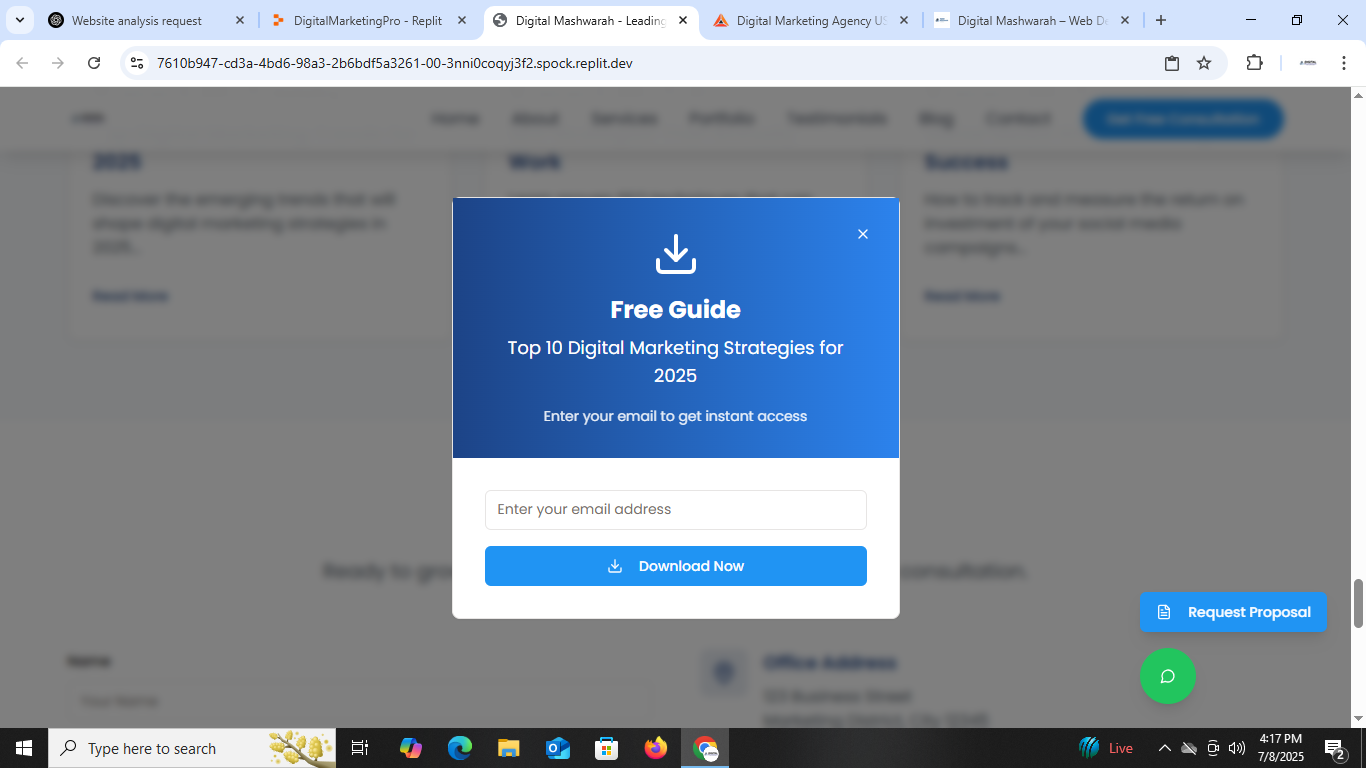 Website analysis request
DigitalMarketingPro - Replit
Digital Mashwarah - Leading
Digital Marketing Agency US
Digital Mashwarah – Web De
7610b947-cd3a-4bd6-98a3-2b6bdf5a3261-00-3nni0coqyj3f2.spock.replit.dev
Home About Services Portfolio Testimonials Blog Contact Get Free Consultation
2025 Work Success
Discover the emerging trends that will
shape digital marketing strategies in
2025...
Read More
How to track and measure the return on
investment of your social media
campaigns...
Read More
Free Guide
Top 10 Digital Marketing Strategies for
2025
Enter your email to get instant access
Enter your email address
Download Now
Ready to gro
consultation.
Request Proposal
Name
Your Name
Office Address
123 Business Street
Marketing District, City 12345
Type here to search
Live
4:17 PM
7/8/2025
2